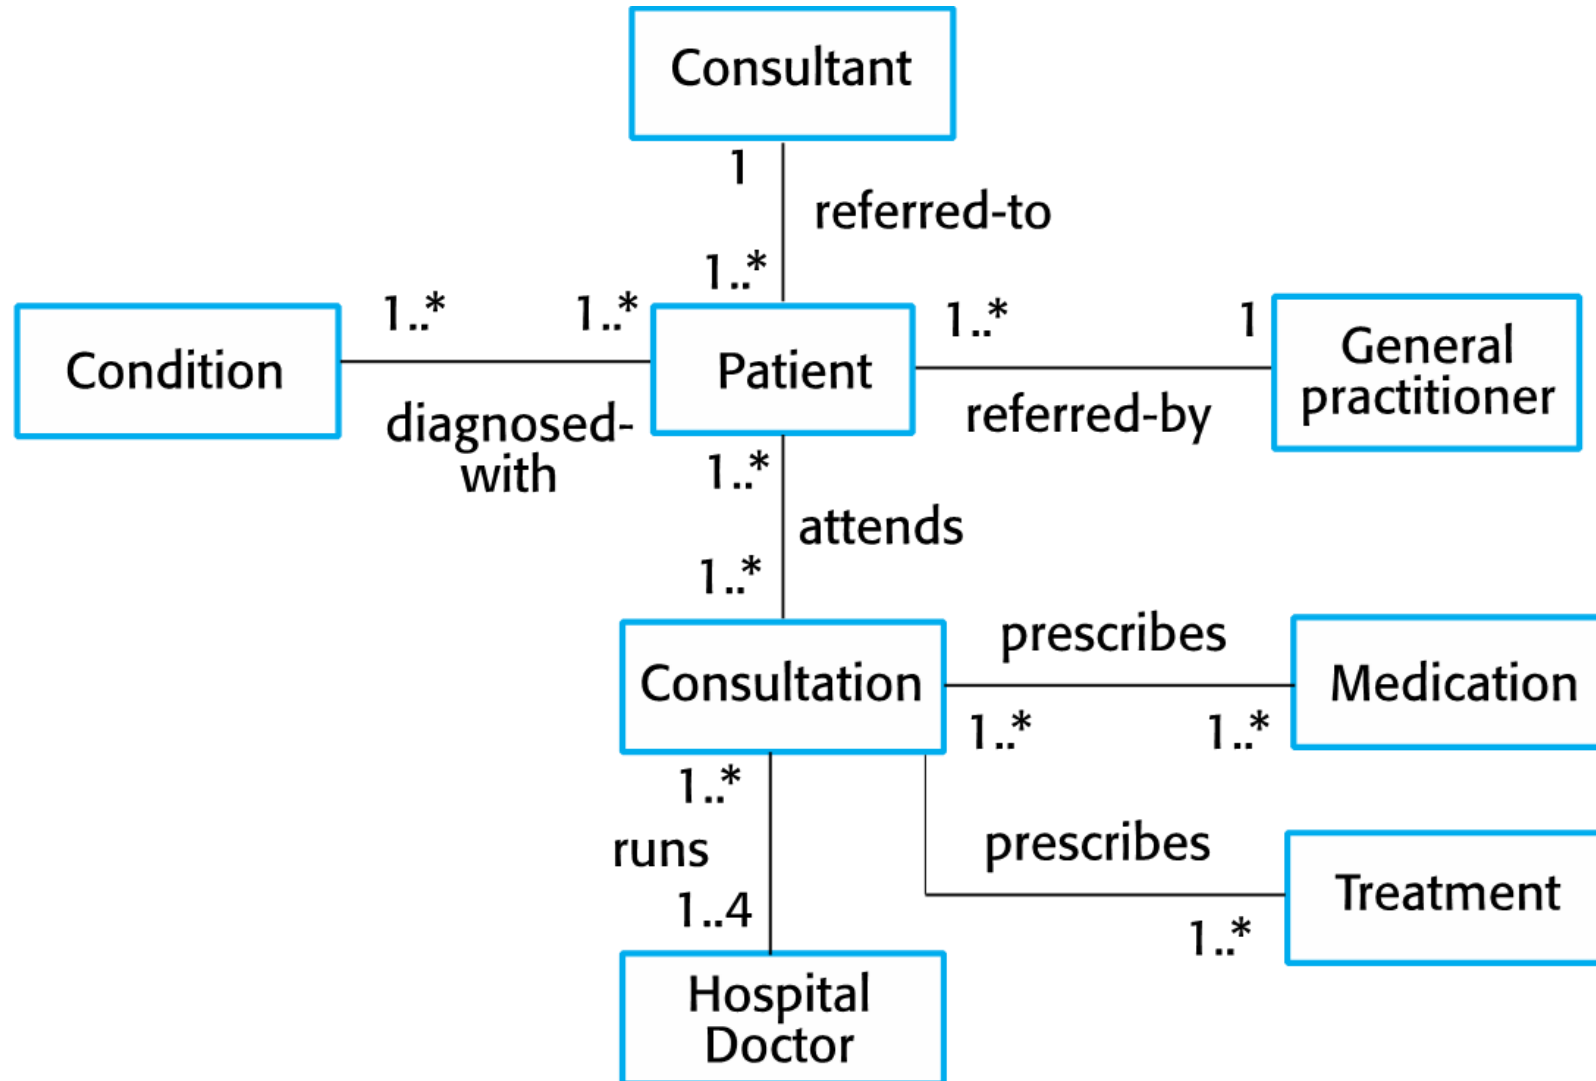 Consultant
1
referred-to
1..*
1..*
1..*
1..*
1
Condition
Patient
General
practitioner
diagnosed-
with
referred-by
1..*
attends
1..*
prescribes
Consultation
Medication
1..*
1..*
1..*
runs
prescribes
1..4
Treatment
1..*
Hospital
Doctor